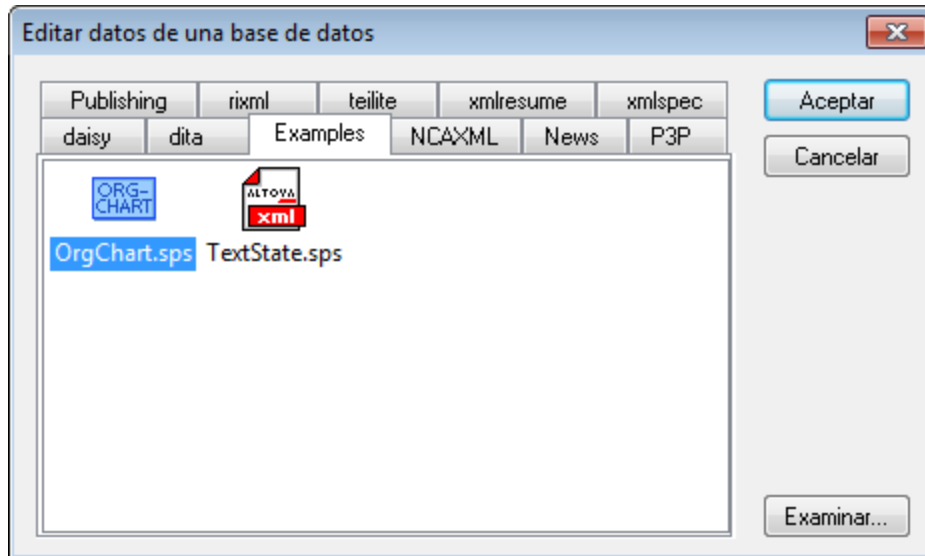 Editar datos de una base de datos
Publishing rixml teilite xmlresume xmlspec
daisy dita Examples NCAXML News P3P
Aceptar
Cancelar
ORG-
CHART
ALTOVA
xml
OrgChart.sps TextState.sps
Examinar...